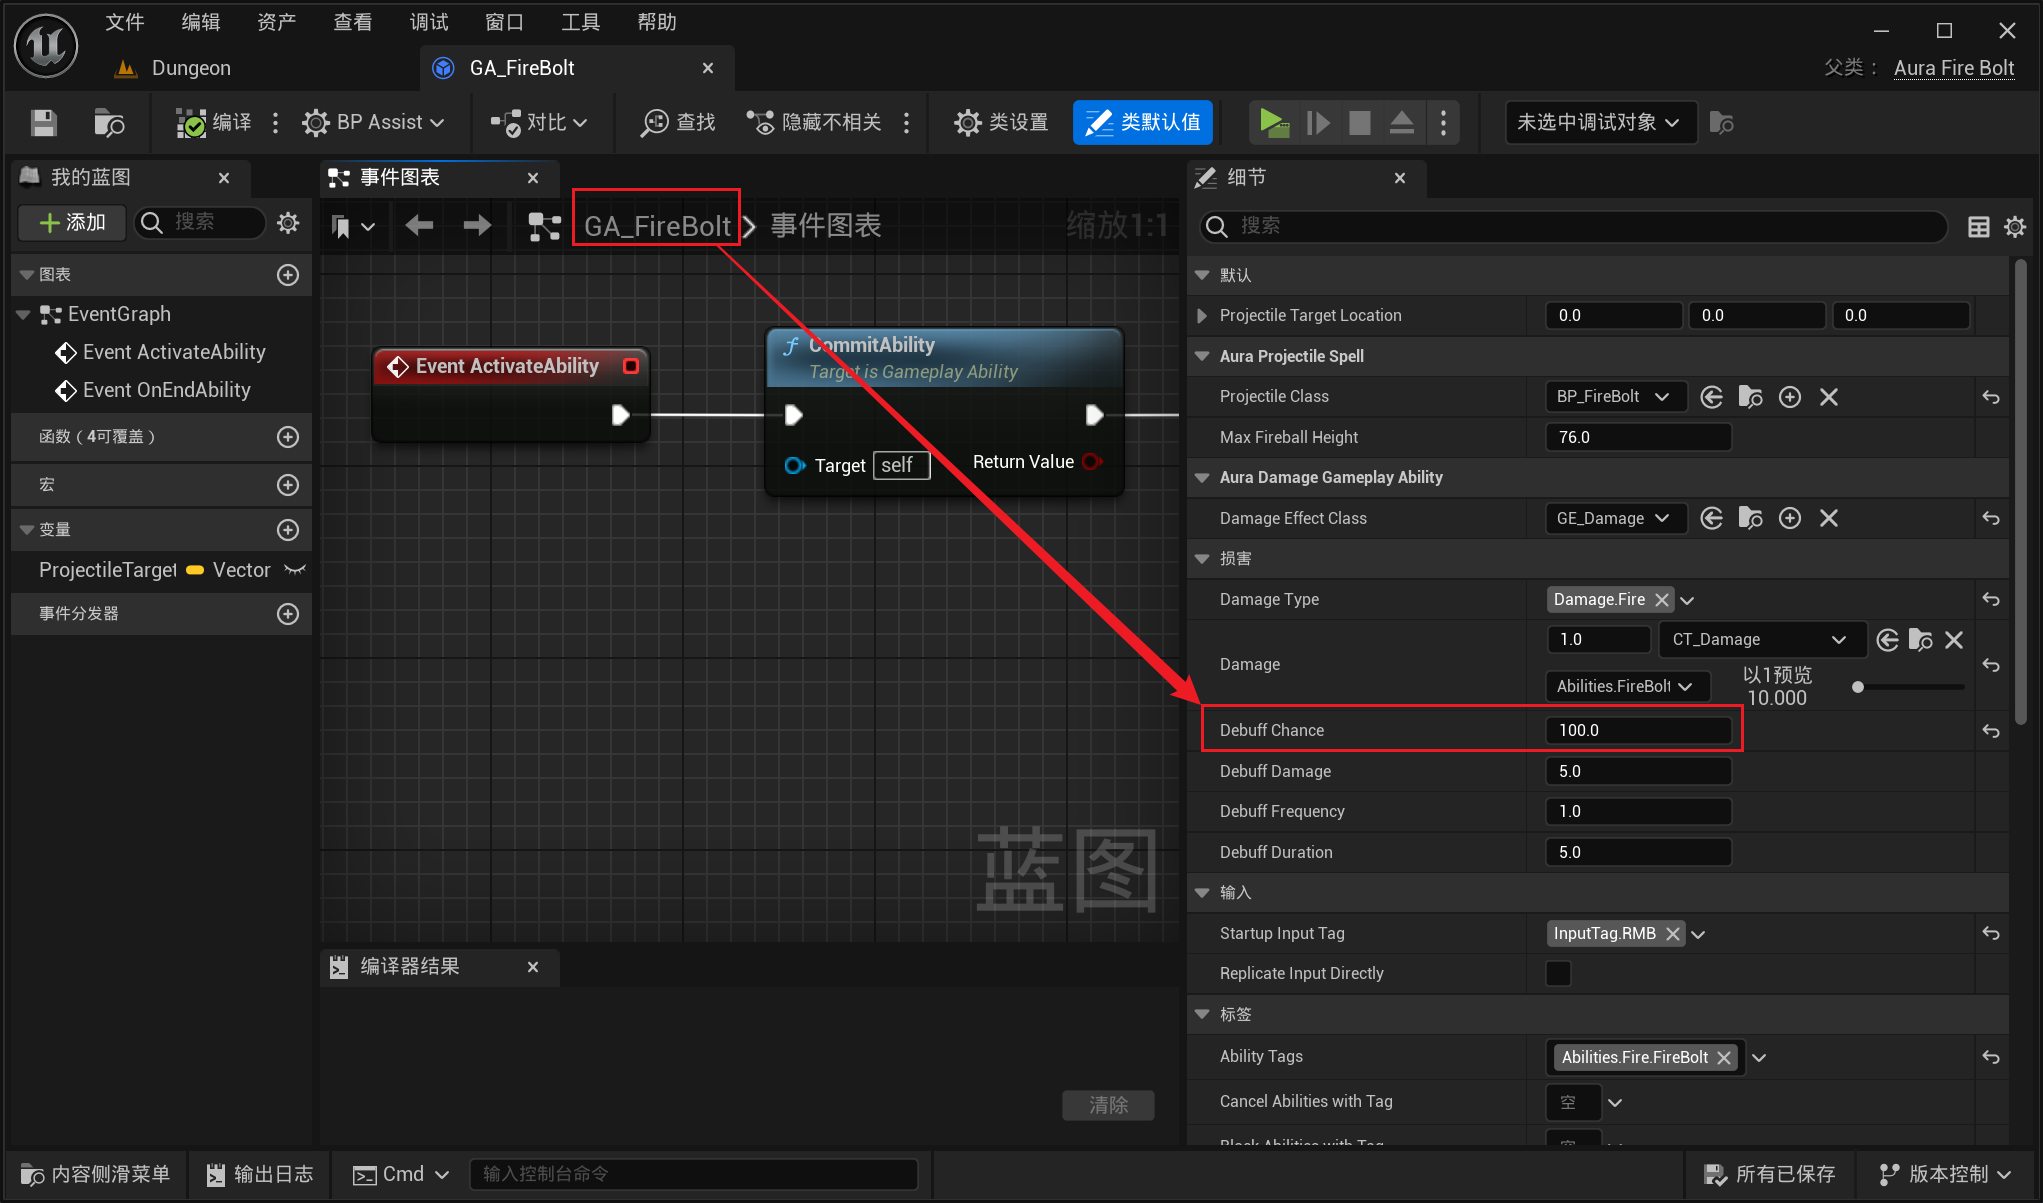 文件 编辑 资产 查看 调试 窗口 工具 帮助
Dungeon
GA_FireBolt
父类： Aura Fire Bolt
编译
BP Assist
对比
查找
隐藏不相关
类设置
类默认值
未选中调试对象
我的蓝图
添加
搜索
图表
EventGraph
Event ActivateAbility
Event OnEndAbility
函数（4可覆盖）
宏
变量
ProjectileTarget Vector
事件分发器
事件图表
GA_FireBolt 事件图表
缩放1:1
Event ActivateAbility
CommitAbility
Target is Gameplay Ability
Target self
Return Value
蓝图
编译器结果
清除
细节
搜索
默认
Projectile Target Location 0.0 0.0 0.0
Aura Projectile Spell
Projectile Class BP_FireBolt
Max Fireball Height 76.0
Aura Damage Gameplay Ability
Damage Effect Class GE_Damage
损害
Damage Type Damage.Fire
Damage 1.0 CT_Damage
Abilities.FireBolt 以1预览
10.000
Debuff Chance 100.0
Debuff Damage 5.0
Debuff Frequency 1.0
Debuff Duration 5.0
输入
Startup Input Tag InputTag.RMB
Replicate Input Directly
标签
Ability Tags Abilities.Fire.FireBolt
Cancel Abilities with Tag 空
Block Abilities with Tag 空
内容侧滑菜单
输出日志
Cmd
输入控制台命令
所有已保存
版本控制